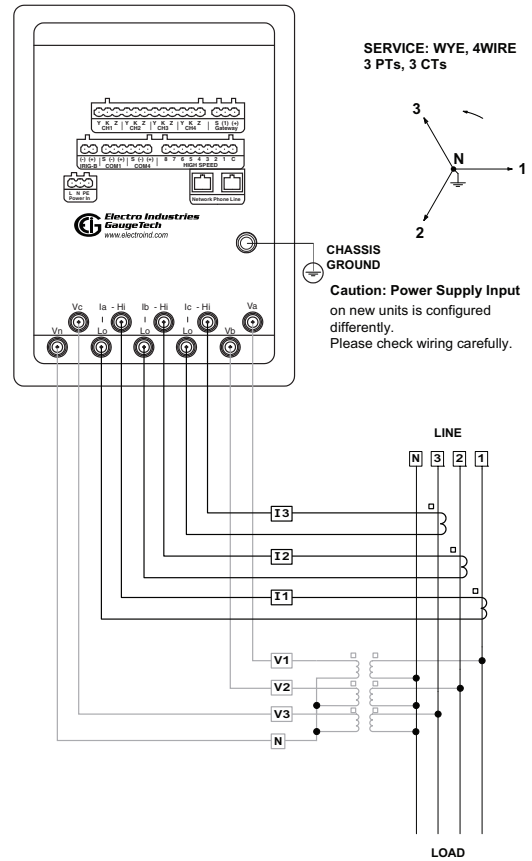 SERVICE: WYE, 4WIRE
3 PTs, 3 CTs
3
N
1
2
Y K Z Y K Z Y K Z Y K Z S (1) (+)
CH1 CH2 CH3 CH4 Gateway
(-) (+) S (-) (+) S (-) (+) 8 7 6 5 4 3 2 1 C
IRIG-B COM1 COM4 HIGH SPEED
L N PE
Power In
Network Phone Line
EIG
Electro Industries
GaugeTech
www.electroind.com
CHASSIS
GROUND
Caution: Power Supply Input
on new units is configured
differently.
Please check wiring carefully.
Vc Ia - Hi Ib - Hi Ic - Hi Va
Vn Lo Lo Lo Vb
LINE
N 3 2 1
I3
I2
I1
V1
V2
V3
N
LOAD